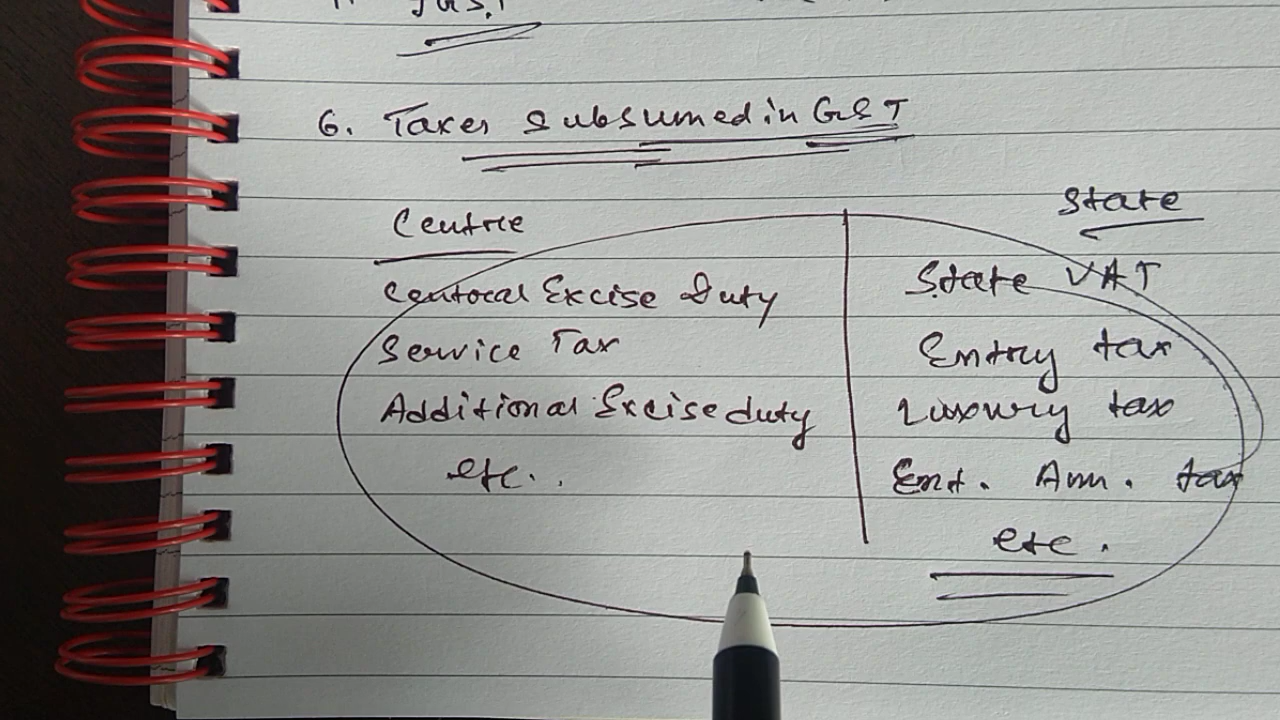 6. Taxes subsumed in GST
Centre
State
Central Excise Duty
State VAT
Service Tax
Entry tax
Additional Excise duty
Luxury tax
etc..
Ent. Am. tax
etc.